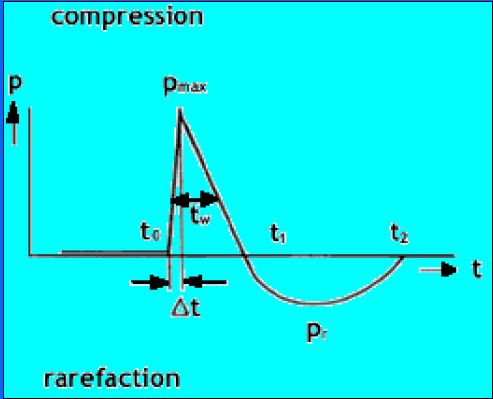 compression
p
pmax
t0
tw
t1
t2
t
Δt
pr
rarefaction